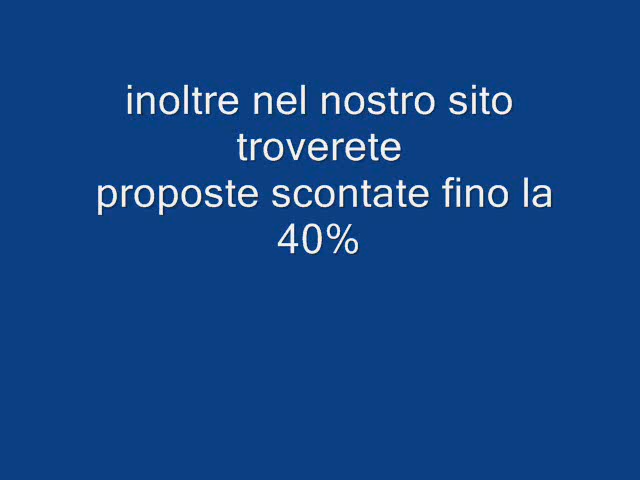 inoltre nel nostro sito
troverete
proposte scontate fino la
40%